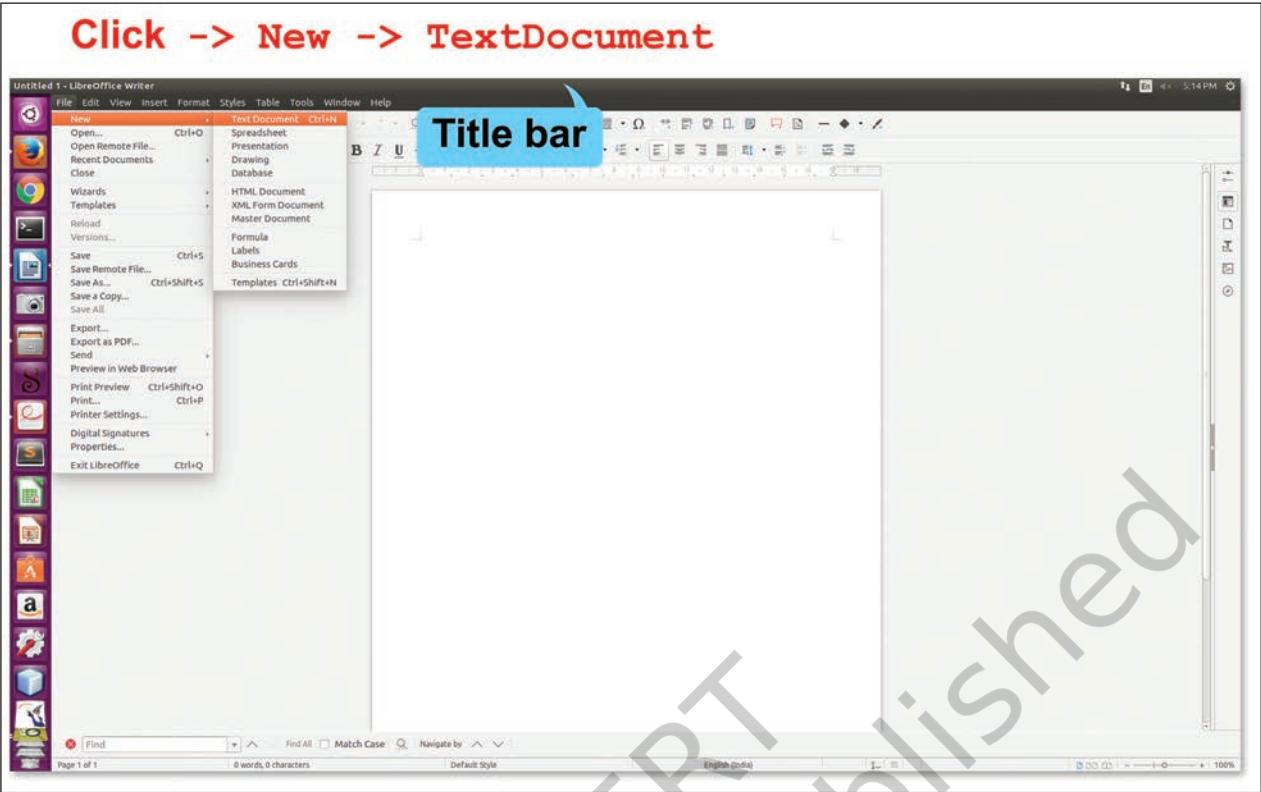 Click -> New -> TextDocument
Untitled 1 - LibreOffice Writer
En
5:14 PM
File Edit View Insert Format Styles Table Tools Window Help
Title bar
New
Open... Ctrl+O
Open Remote File...
Recent Documents
Close
Wizards
Templates
Reload
Versions...
Save Ctrl+S
Save Remote File...
Save As... Ctrl+Shift+S
Save a Copy...
Save All
Export...
Export as PDF...
Send
Preview in Web Browser
Print Preview Ctrl+Shift+O
Print... Ctrl+P
Printer Settings...
Digital Signatures
Properties...
Exit LibreOffice Ctrl+Q
Text Document Ctrl+N
Spreadsheet
Presentation
Drawing
Database
HTML Document
XML Form Document
Master Document
Formula
Labels
Business Cards
Templates Ctrl+Shift+N
B I U
Find
Find All Match Case Navigate by
Page 1 of 1 0 words, 0 characters Default Style English (India) 100%